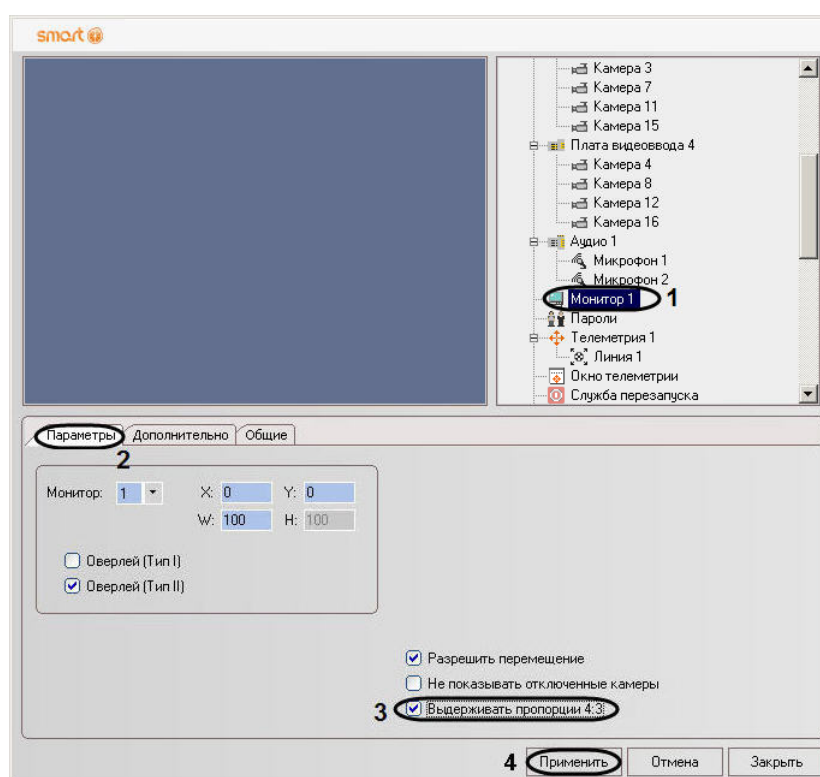 smart
Камера 3
Камера 7
Камера 11
Камера 15
Плата видеоввода 4
Камера 4
Камера 8
Камера 12
Камера 16
Аудио 1
Микрофон 1
Микрофон 2
Монитор 1 1
Пароли
Телеметрия 1
Линия 1
Окно телеметрии
Служба перезапуска
Параметры Дополнительно Общие
2
Монитор: 1 X: 0 Y: 0
W: 100 H: 100
Оверлей (Тип I)
Оверлей (Тип II)
Разрешить перемещение
Не показывать отключенные камеры
3 Выдерживать пропорции 4:3
4 Применить Отмена Закрыть